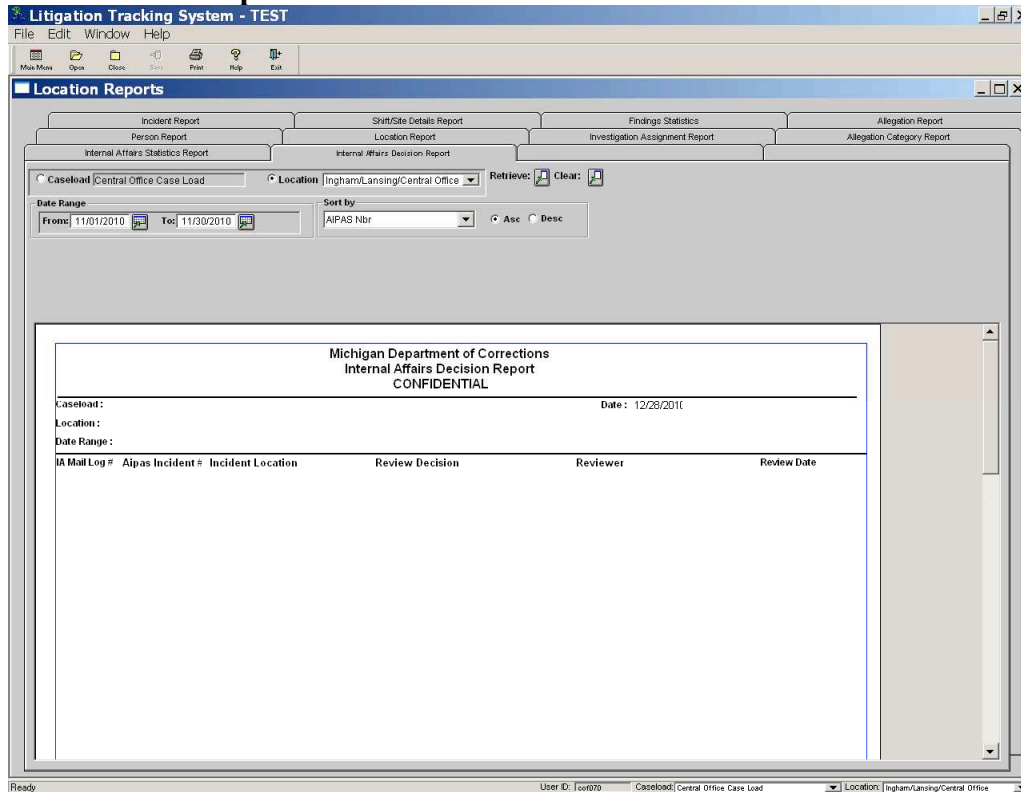 Litigation Tracking System - TEST
File Edit Window Help
Main Menu Open Close Save Print Help Exit
Location Reports
Incident Report Shift/Site Details Report Findings Statistics Allegation Report
Person Report Location Report Investigation Assignment Report Allegation Category Report
Internal Affairs Statistics Report Internal Affairs Decision Report
Caseload Central Office Case Load Location Ingham/Lansing/Central Office Retrieve: Clear:
Date Range Sort by
From: 11/01/2010 To: 11/30/2010 AIPAS Nbr Asc Desc
Michigan Department of Corrections
Internal Affairs Decision Report
CONFIDENTIAL
Caseload : Date : 12/28/201
Location :
Date Range :
IA Mail Log # Aipas Incident # Incident Location Review Decision Reviewer Review Date
Ready User ID: Caseload: Central Office Case Load Location: Ingham/Lansing/Central Office